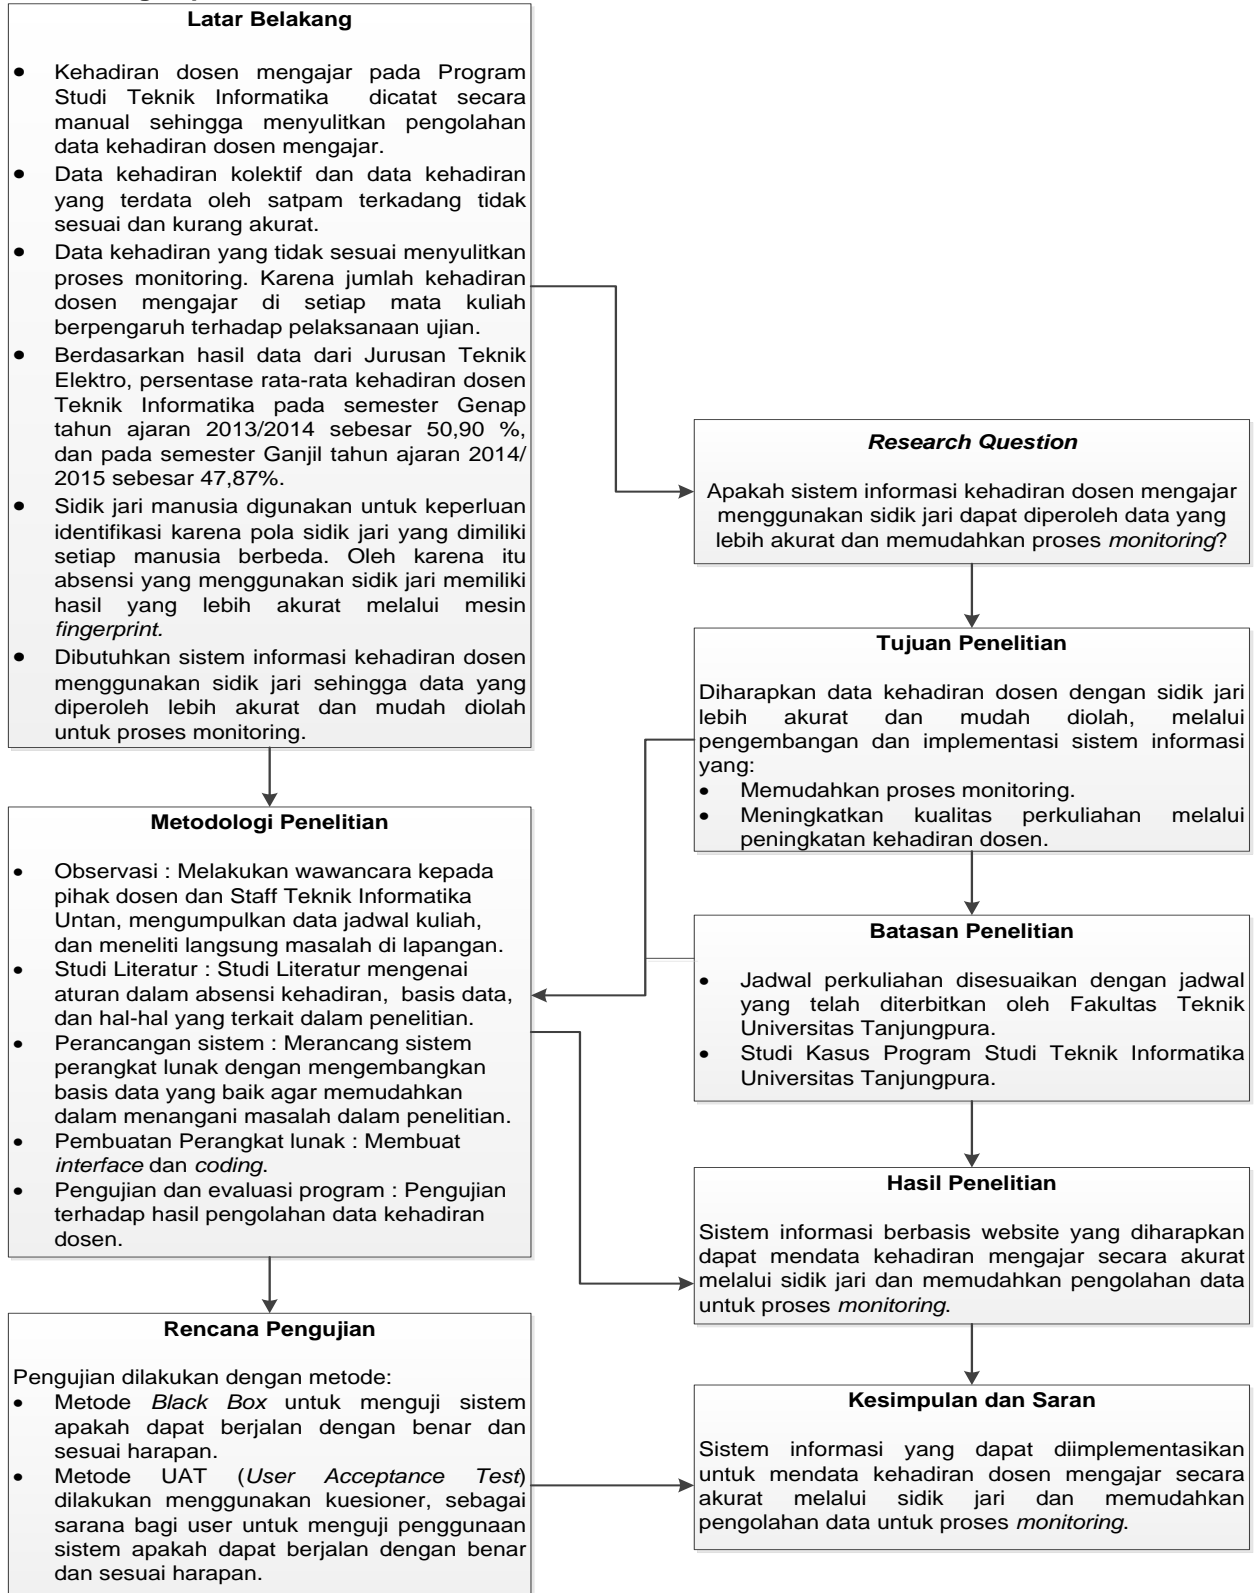 Latar Belakang
• Kehadiran dosen mengajar pada Program
Studi Teknik Informatika dicatat secara
manual sehingga menyulitkan pengolahan
data kehadiran dosen mengajar.
• Data kehadiran kolektif dan data kehadiran
yang terdata oleh satpam terkadang tidak
sesuai dan kurang akurat.
• Data kehadiran yang tidak sesuai menyulitkan
proses monitoring. Karena jumlah kehadiran
dosen mengajar di setiap mata kuliah
berpengaruh terhadap pelaksanaan ujian.
• Berdasarkan hasil data dari Jurusan Teknik
Elektro, persentase rata-rata kehadiran dosen
Teknik Informatika pada semester Genap
tahun ajaran 2013/2014 sebesar 50,90 %,
dan pada semester Ganjil tahun ajaran 2014/
2015 sebesar 47,87%.
• Sidik jari manusia digunakan untuk keperluan
identifikasi karena pola sidik jari yang dimiliki
setiap manusia berbeda. Oleh karena itu
absensi yang menggunakan sidik jari memiliki
hasil yang lebih akurat melalui mesin
fingerprint.
• Dibutuhkan sistem informasi kehadiran dosen
menggunakan sidik jari sehingga data yang
diperoleh lebih akurat dan mudah diolah
untuk proses monitoring.
Research Question
Apakah sistem informasi kehadiran dosen mengajar
menggunakan sidik jari dapat diperoleh data yang
lebih akurat dan memudahkan proses monitoring?
Tujuan Penelitian
Diharapkan data kehadiran dosen dengan sidik jari
lebih akurat dan mudah diolah, melalui
pengembangan dan implementasi sistem informasi
yang:
• Memudahkan proses monitoring.
• Meningkatkan kualitas perkuliahan melalui
peningkatan kehadiran dosen.
Metodologi Penelitian
• Observasi : Melakukan wawancara kepada
pihak dosen dan Staff Teknik Informatika
Untan, mengumpulkan data jadwal kuliah,
dan meneliti langsung masalah di lapangan.
• Studi Literatur : Studi Literatur mengenai
aturan dalam absensi kehadiran, basis data,
dan hal-hal yang terkait dalam penelitian.
• Perancangan sistem : Merancang sistem
perangkat lunak dengan mengembangkan
basis data yang baik agar memudahkan
dalam menangani masalah dalam penelitian.
• Pembuatan Perangkat lunak : Membuat
interface dan coding.
• Pengujian dan evaluasi program : Pengujian
terhadap hasil pengolahan data kehadiran
dosen.
Batasan Penelitian
• Jadwal perkuliahan disesuaikan dengan jadwal
yang telah diterbitkan oleh Fakultas Teknik
Universitas Tanjungpura.
• Studi Kasus Program Studi Teknik Informatika
Universitas Tanjungpura.
Hasil Penelitian
Sistem informasi berbasis website yang diharapkan
dapat mendata kehadiran mengajar secara akurat
melalui sidik jari dan memudahkan pengolahan data
untuk proses monitoring.
Rencana Pengujian
Pengujian dilakukan dengan metode:
• Metode Black Box untuk menguji sistem
apakah dapat berjalan dengan benar dan
sesuai harapan.
• Metode UAT (User Acceptance Test)
dilakukan menggunakan kuesioner, sebagai
sarana bagi user untuk menguji penggunaan
sistem apakah dapat berjalan dengan benar
dan sesuai harapan.
Kesimpulan dan Saran
Sistem informasi yang dapat diimplementasikan
untuk mendata kehadiran dosen mengajar secara
akurat melalui sidik jari dan memudahkan
pengolahan data untuk proses monitoring.